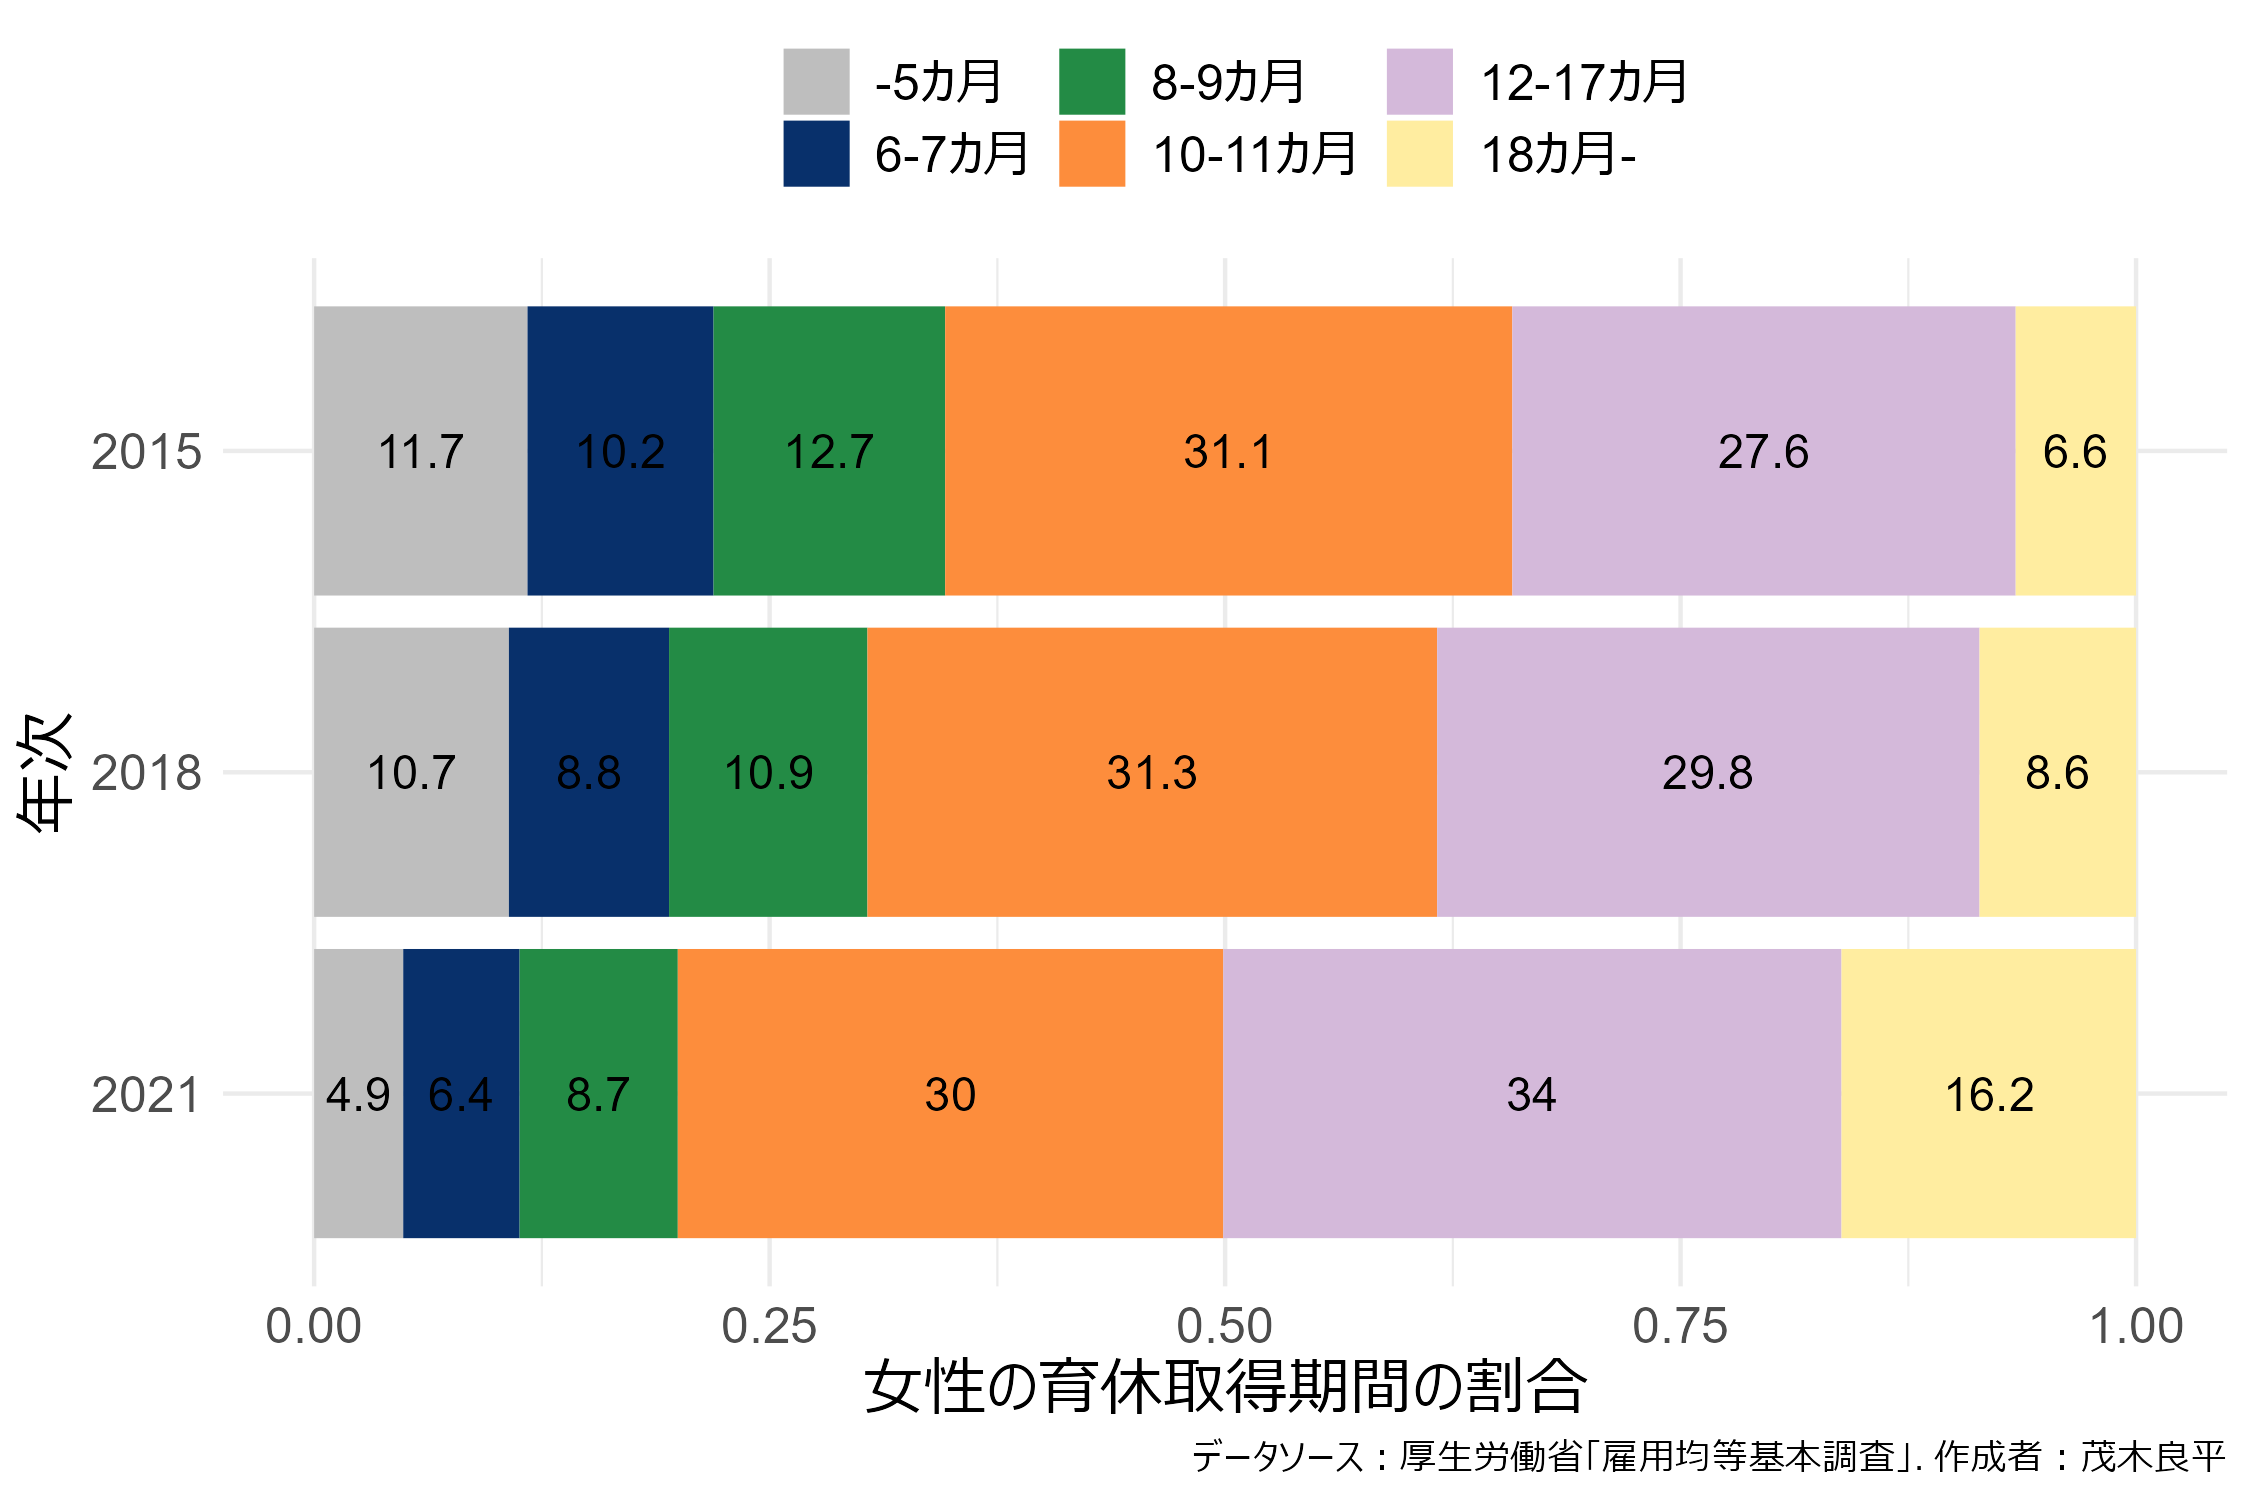 -5カ月 8-9カ月 12-17カ月
6-7カ月 10-11カ月 18カ月-
2015 11.7 10.2 12.7 31.1 27.6 6.6
年次
2018 10.7 8.8 10.9 31.3 29.8 8.6
2021 4.9 6.4 8.7 30 34 16.2
0.00 0.25 0.50 0.75 1.00
女性の育休取得期間の割合
データソース：厚生労働省「雇用均等基本調査」. 作成者：茂木良平